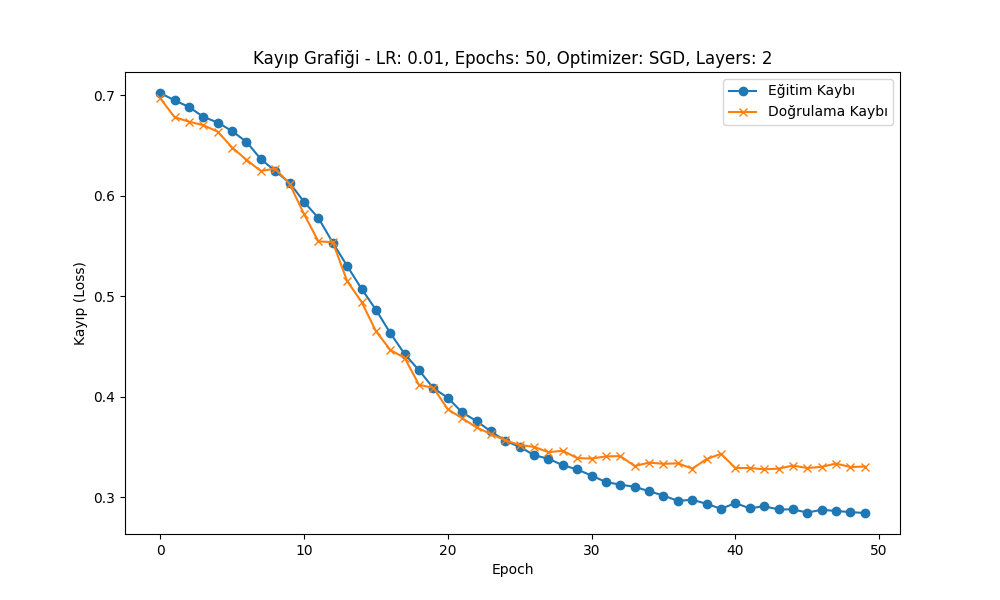 Kayıp Grafiği - LR: 0.01, Epochs: 50, Optimizer: SGD, Layers: 2
Eğitim Kaybı
Doğrulama Kaybı
Kayıp (Loss)
0.7
0.6
0.5
0.4
0.3
0 10 20 30 40 50
Epoch